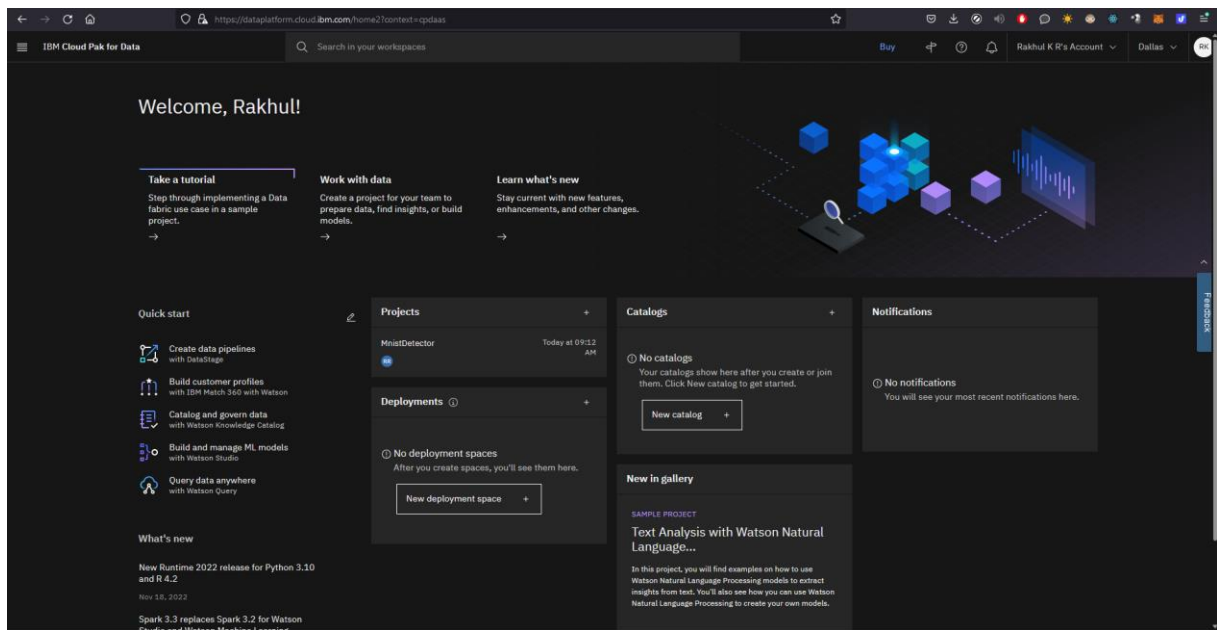 https://dataplatform.cloud.ibm.com/home2?context=cpdaas
IBM Cloud Pak for Data
Search in your workspaces
Buy
Rakhul K R's Account
Dallas
RK
Welcome, Rakhul!
Take a tutorial
Step through implementing a Data
fabric use case in a sample
project.
Work with data
Create a project for your team to
prepare data, find insights, or build
models.
Learn what's new
Stay current with new features,
enhancements, and other changes.
Feedback
Quick start
Create data pipelines
with DataStage
Build customer profiles
with IBM Match 360 with Watson
Catalog and govern data
with Watson Knowledge Catalog
Build and manage ML models
with Watson Studio
Query data anywhere
with Watson Query
What's new
New Runtime 2022 release for Python 3.10
and R 4.2
Nov 18, 2022
Spark 3.3 replaces Spark 3.2 for Watson
Studio and Watson Machine Learning
Projects
MnistDetector
Today at 09:12
AM
Deployments
No deployment spaces
After you create spaces, you'll see them here.
New deployment space +
Catalogs
No catalogs
Your catalogs show here after you create or join
them. Click New catalog to get started.
New catalog +
New in gallery
SAMPLE PROJECT
Text Analysis with Watson Natural
Language...
In this project, you will find examples on how to use
Watson Natural Language Processing models to extract
insights from text. You'll also see how you can use Watson
Natural Language Processing to create your own models.
Notifications
No notifications
You will see your most recent notifications here.